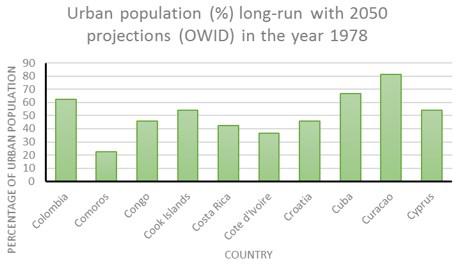 Urban population (%) long-run with 2050
projections (OWID) in the year 1978
PERCENTAGE OF URBAN POPULATION
90
80
70
60
50
40
30
20
10
0
Colombia
Comoros
Congo
Cook Islands
Costa Rica
Cote d'Ivoire
Croatia
Cuba
Curacao
Cyprus
COUNTRY